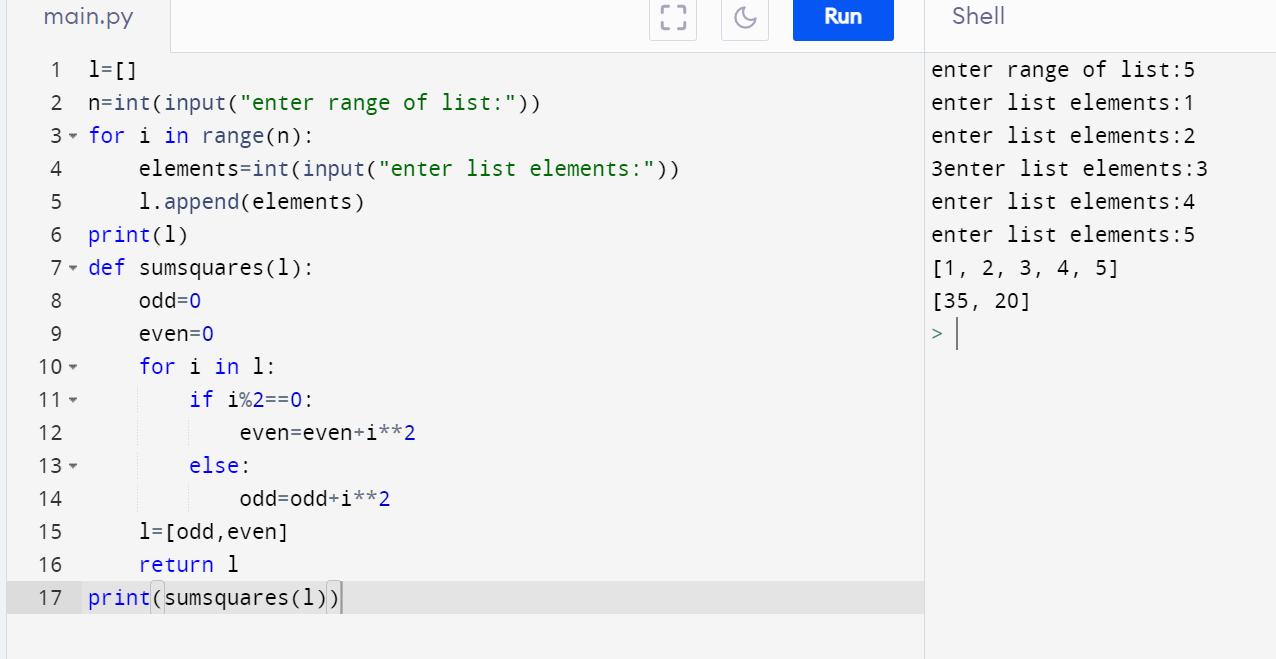 main.py
Run
Shell
1 l=[]
2 n=int(input("enter range of list:"))
3 for i in range(n):
4     elements=int(input("enter list elements:"))
5     l.append(elements)
6 print(l)
7 def sumsquares(l):
8     odd=0
9     even=0
10     for i in l:
11         if i%2==0:
12             even=even+i**2
13         else:
14             odd=odd+i**2
15     l=[odd,even]
16     return l
17 print(sumsquares(l))
enter range of list:5
enter list elements:1
enter list elements:2
3enter list elements:3
enter list elements:4
enter list elements:5
[1, 2, 3, 4, 5]
[35, 20]
>